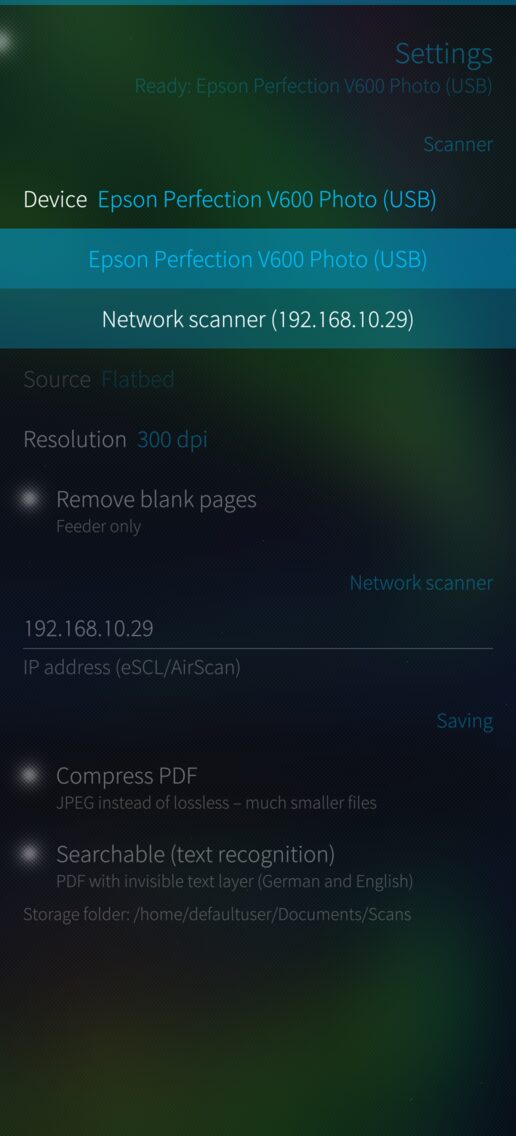 Settings
Ready: Epson Perfection V600 Photo (USB)
Scanner
Device Epson Perfection V600 Photo (USB)
Epson Perfection V600 Photo (USB)
Network scanner (192.168.10.29)
Source Flatbed
Resolution 300 dpi
Remove blank pages
Feeder only
Network scanner
192.168.10.29
IP address (eSCL/AirScan)
Saving
Compress PDF
JPEG instead of lossless – much smaller files
Searchable (text recognition)
PDF with invisible text layer (German and English)
Storage folder: /home/defaultuser/Documents/Scans